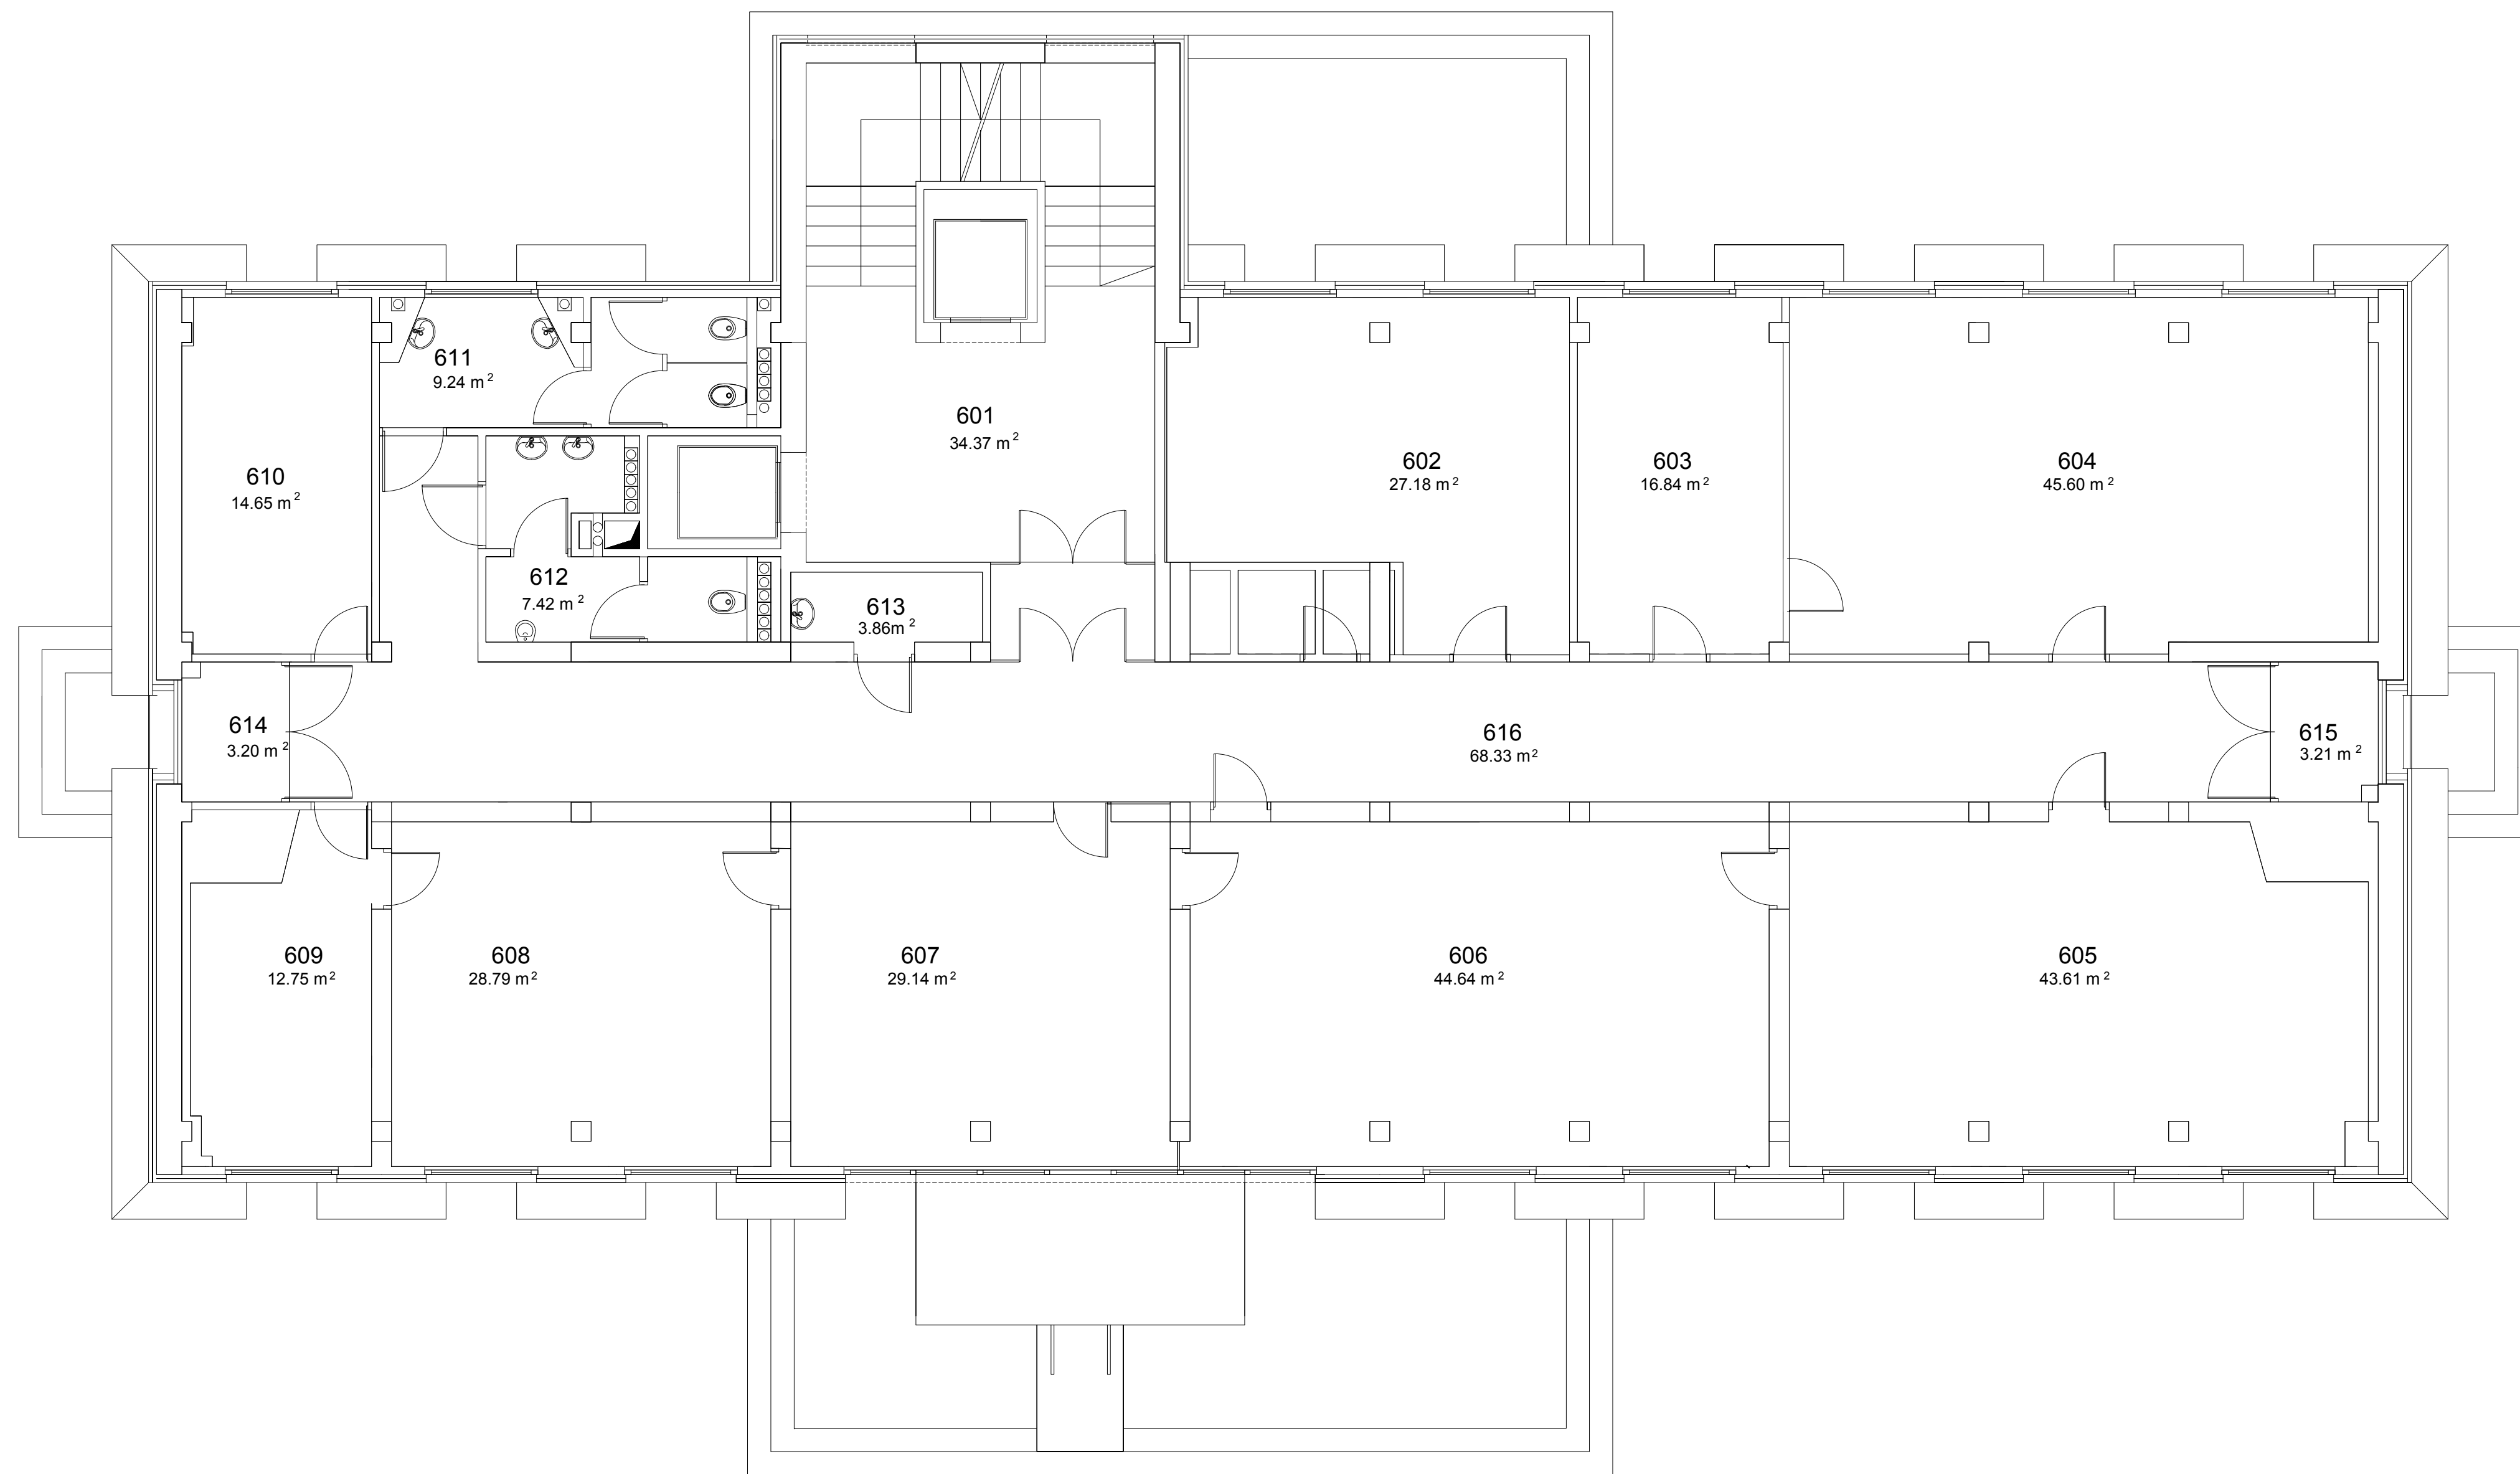 611
9.24 m²
601
34.37 m²
610
14.65 m²
602
27.18 m²
603
16.84 m²
604
45.60 m²
612
7.42 m²
613
3.86m²
614
3.20 m²
616
68.33 m²
615
3.21 m²
609
12.75 m²
608
28.79 m²
607
29.14 m²
606
44.64 m²
605
43.61 m²